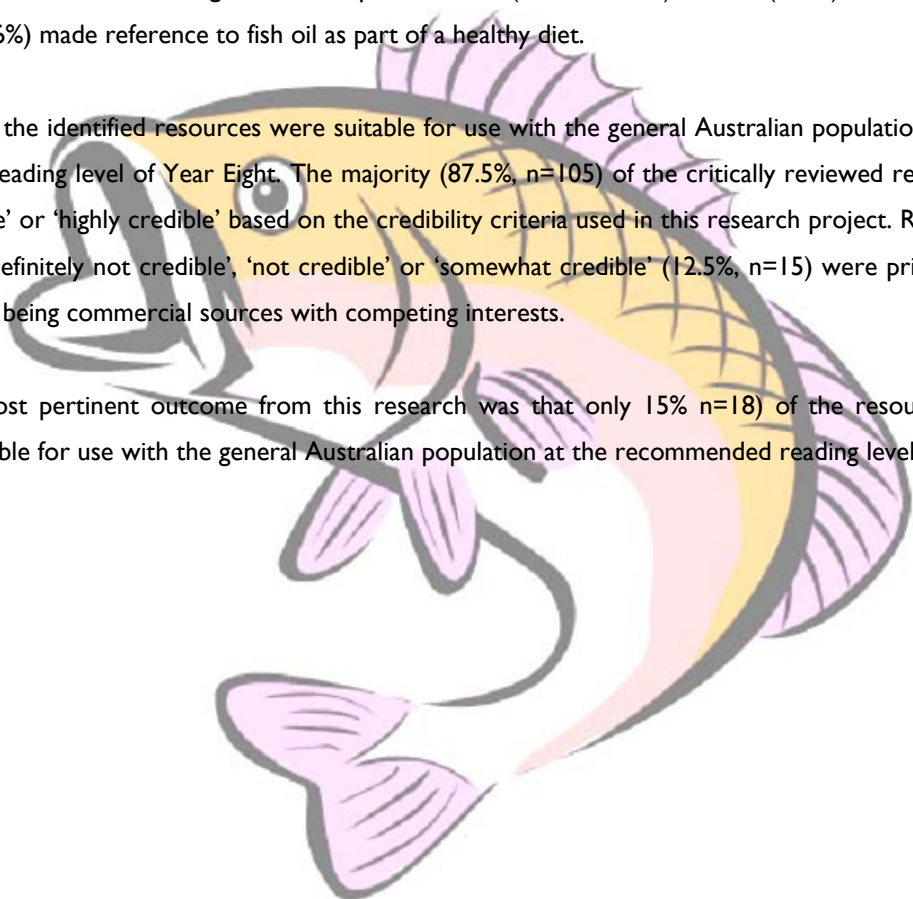 6%) made reference to fish oil as part of a healthy diet.
the identified resources were suitable for use with the general Australian populatio
eading level of Year Eight. The majority (87.5%, n=105) of the critically reviewed re
e’ or ‘highly credible’ based on the credibility criteria used in this research project. R
efinitely not credible’, ‘not credible’ or ‘somewhat credible’ (12.5%, n=15) were pri
being commercial sources with competing interests.
ost pertinent outcome from this research was that only 15% n=18) of the resou
ble for use with the general Australian population at the recommended reading level